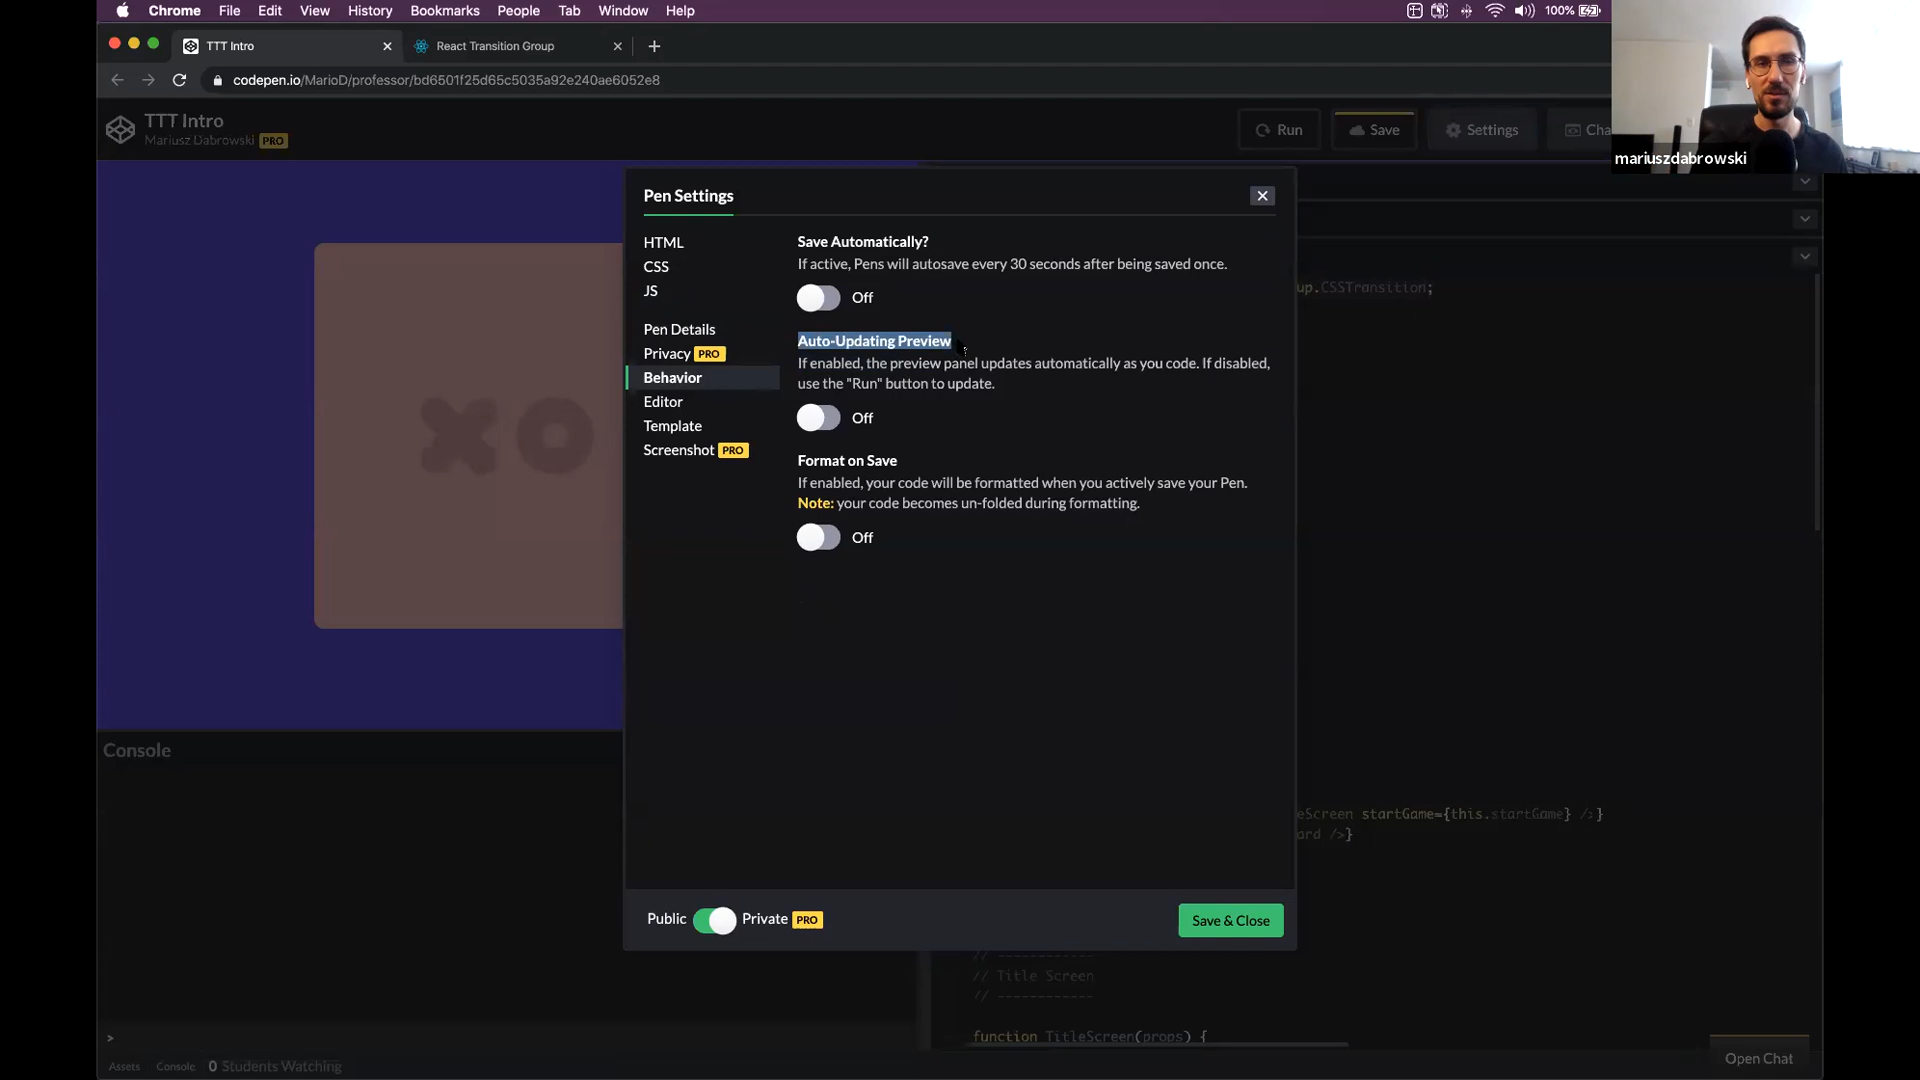 Chrome File Edit View History Bookmarks People Tab Window Help 100%
TTT Intro React Transition Group
codepen.io/MarioD/professor/bd6501f25d65c5035a92e240ae6052e8
TTT Intro
Mariusz Dabrowski PRO
Run Save Settings Cha
mariuszdabrowski
Pen Settings
HTML
CSS
JS
Pen Details
Privacy PRO
Behavior
Editor
Template
Screenshot PRO
Save Automatically?
If active, Pens will autosave every 30 seconds after being saved once.
Off
Auto-Updating Preview
If enabled, the preview panel updates automatically as you code. If disabled,
use the "Run" button to update.
Off
Format on Save
If enabled, your code will be formatted when you actively save your Pen.
Note: your code becomes un-folded during formatting.
Off
Public Private PRO
Save & Close
XO
up.CSSTransition;
eScreen startGame={this.startGame} />}
ard />}
// ------------
// Title Screen
// ------------
function TitleScreen(props) {
Console
>
Assets Console 0 Students Watching
Open Chat